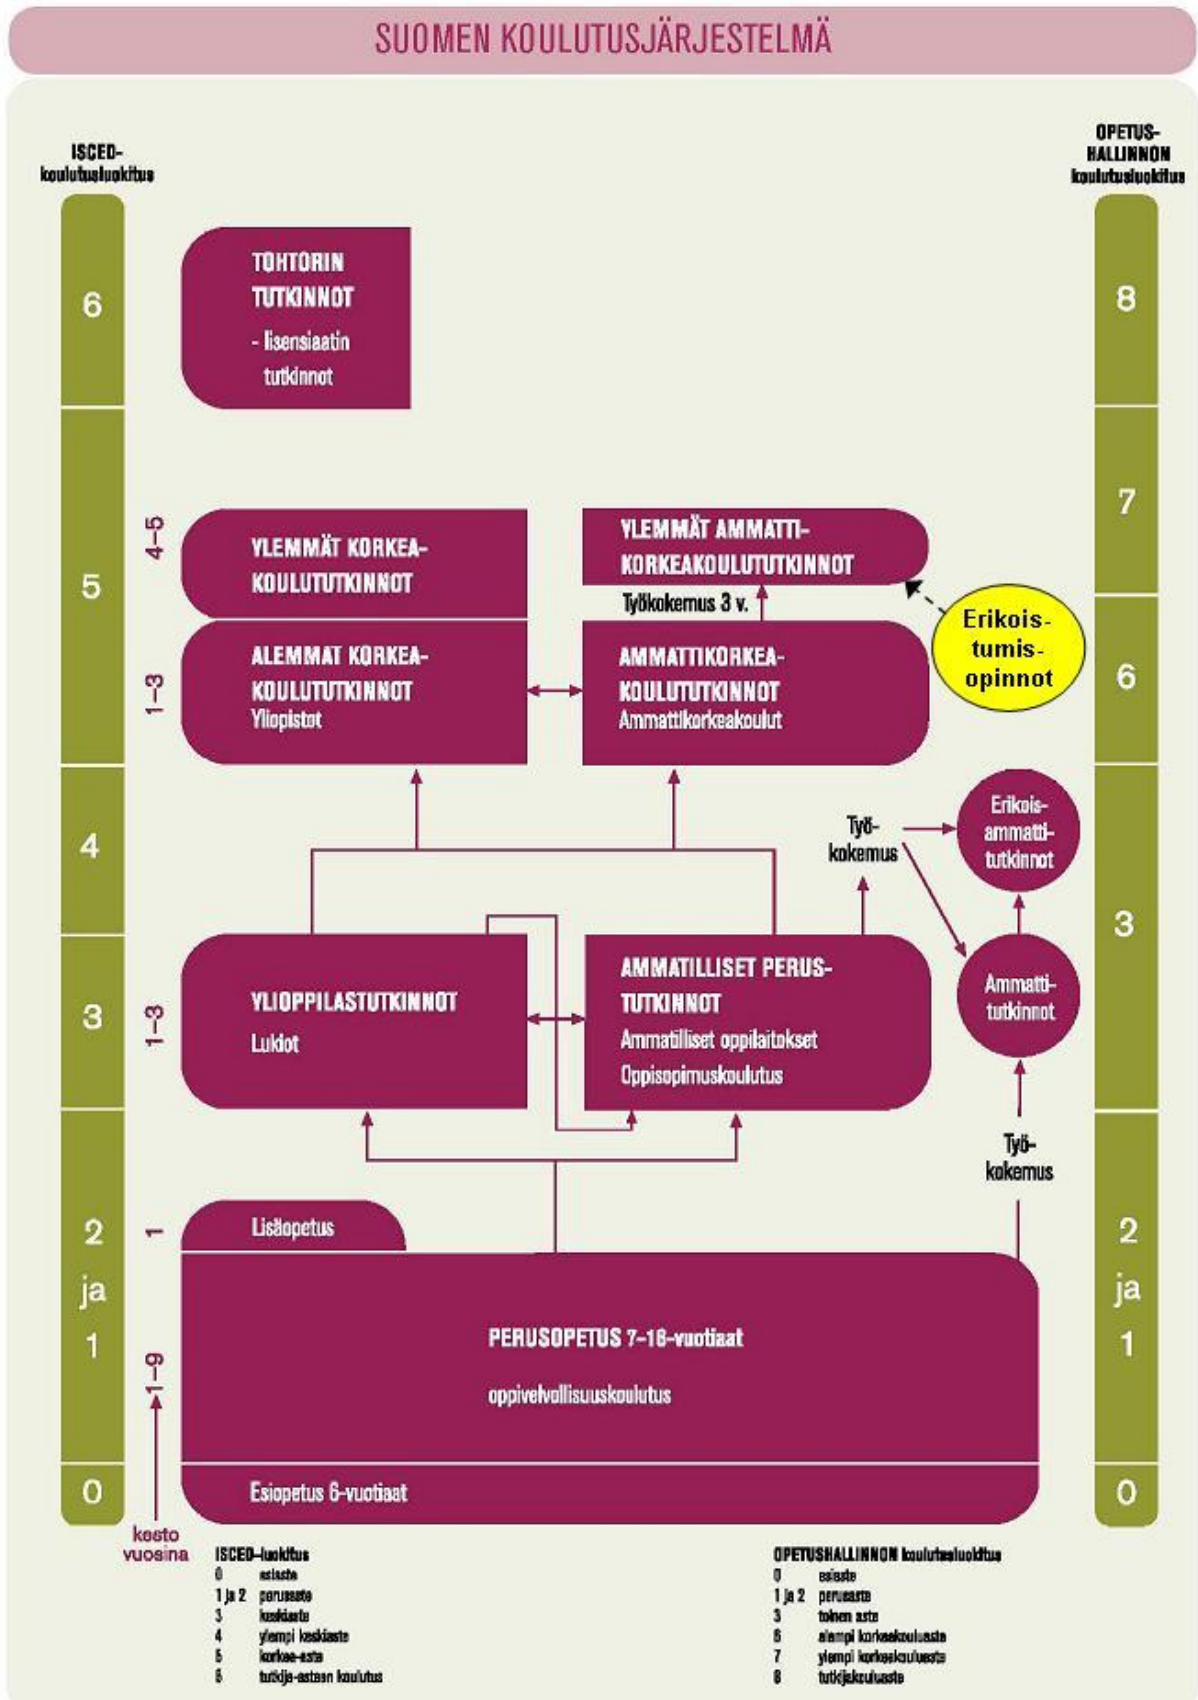 SUOMEN KOULUTUSJÄRJESTELMÄ
ISCED-
koulutusluokitus
OPETUS-
HALLINNON
koulutusluokitus
6
8
TOHTORIN
TUTKINNOT
- lisensiaatin
tutkinnot
5
7
4-5
YLEMMÄT KORKEA-
KOULUTUTKINNOT
YLEMMÄT AMMATTI-
KORKEAKOULUTUTKINNOT
Työkokemus 3 v.
Erikois-
tumis-
opinnot
6
1-3
ALEMMAT KORKEA-
KOULUTUTKINNOT
Yliopistot
AMMATTIKORKEA-
KOULUTUTKINNOT
Ammattikorkeakoulut
4
Työ-
kokemus
Erikois-
ammatti-
tutkinnot
3
3
1-3
YLIOPPILASTUTKINNOT
Lukiot
AMMATILLISET PERUS-
TUTKINNOT
Ammatilliset oppilaitokset
Oppisopimuskoulutus
Ammatti-
tutkinnot
Työ-
kokemus
2
ja
1
1
Lisäopetus
2
ja
1
1-9
PERUSOPETUS 7-16-vuotiaat
oppivelvollisuuskoulutus
0
Esiopetus 6-vuotiaat
0
kesto
vuosina
ISCED-luokitus
0 esiaste
1 ja 2 perusaste
3 keskiaste
4 ylempi keskiaste
5 korkea-aste
6 tutkija-asteen koulutus
OPETUSHALLINNON koulutusluokitus
0 esiaste
1 ja 2 perusaste
3 toinen aste
6 alempi korkeakouluaste
7 ylempi korkeakouluaste
8 tutkijakouluaste